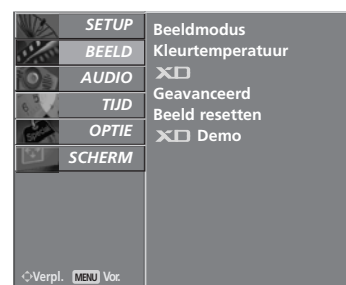 SETUP
BEELD
AUDIO
TIJD
OPTIE
SCHERM
Beeldmodus
Kleurtemperatuur
XD
Geavanceerd
Beeld resetten
XD Demo
Verpl. MENU Vor.